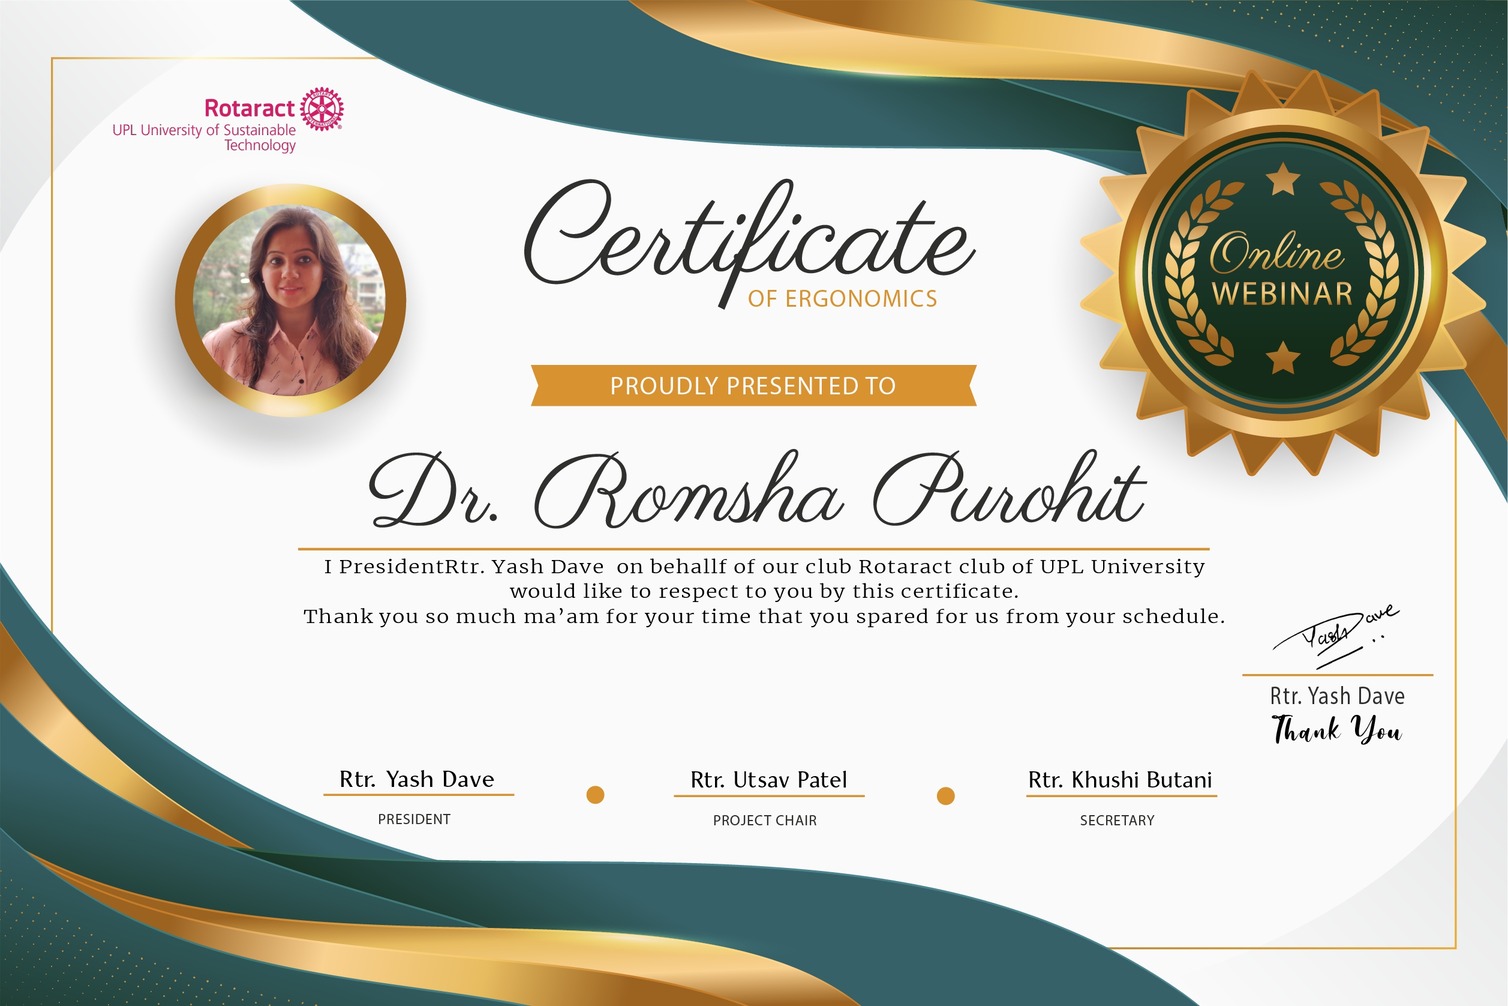 Rotaract
UPL University of Sustainable
Technology
Certificate
OF ERGONOMICS
Online
WEBINAR
PROUDLY PRESENTED TO
Dr. Romsha Purohit
I PresidentRtr. Yash Dave on behallf of our club Rotaract club of UPL University
would like to respect to you by this certificate.
Thank you so much ma’am for your time that you spared for us from your schedule.
Yash Dave
Rtr. Yash Dave
Thank You
Rtr. Yash Dave
PRESIDENT
Rtr. Utsav Patel
PROJECT CHAIR
Rtr. Khushi Butani
SECRETARY